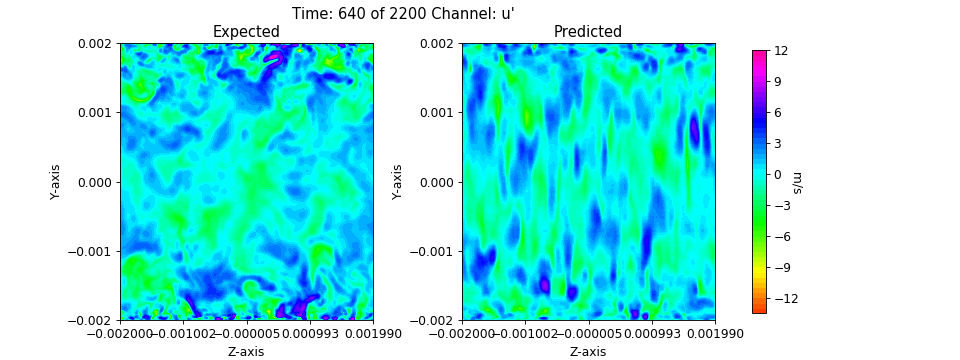 Time: 640 of 2200 Channel: u'
Expected
Predicted
0.002
0.001
0.000
−0.001
−0.002
Y-axis
−0.002000 −0.001002 −0.000005 0.000993 0.001990
Z-axis
0.002
0.001
0.000
−0.001
−0.002
Y-axis
−0.002000 −0.001002 −0.000005 0.000993 0.001990
Z-axis
12
9
6
3
0
−3
−6
−9
−12
m/s